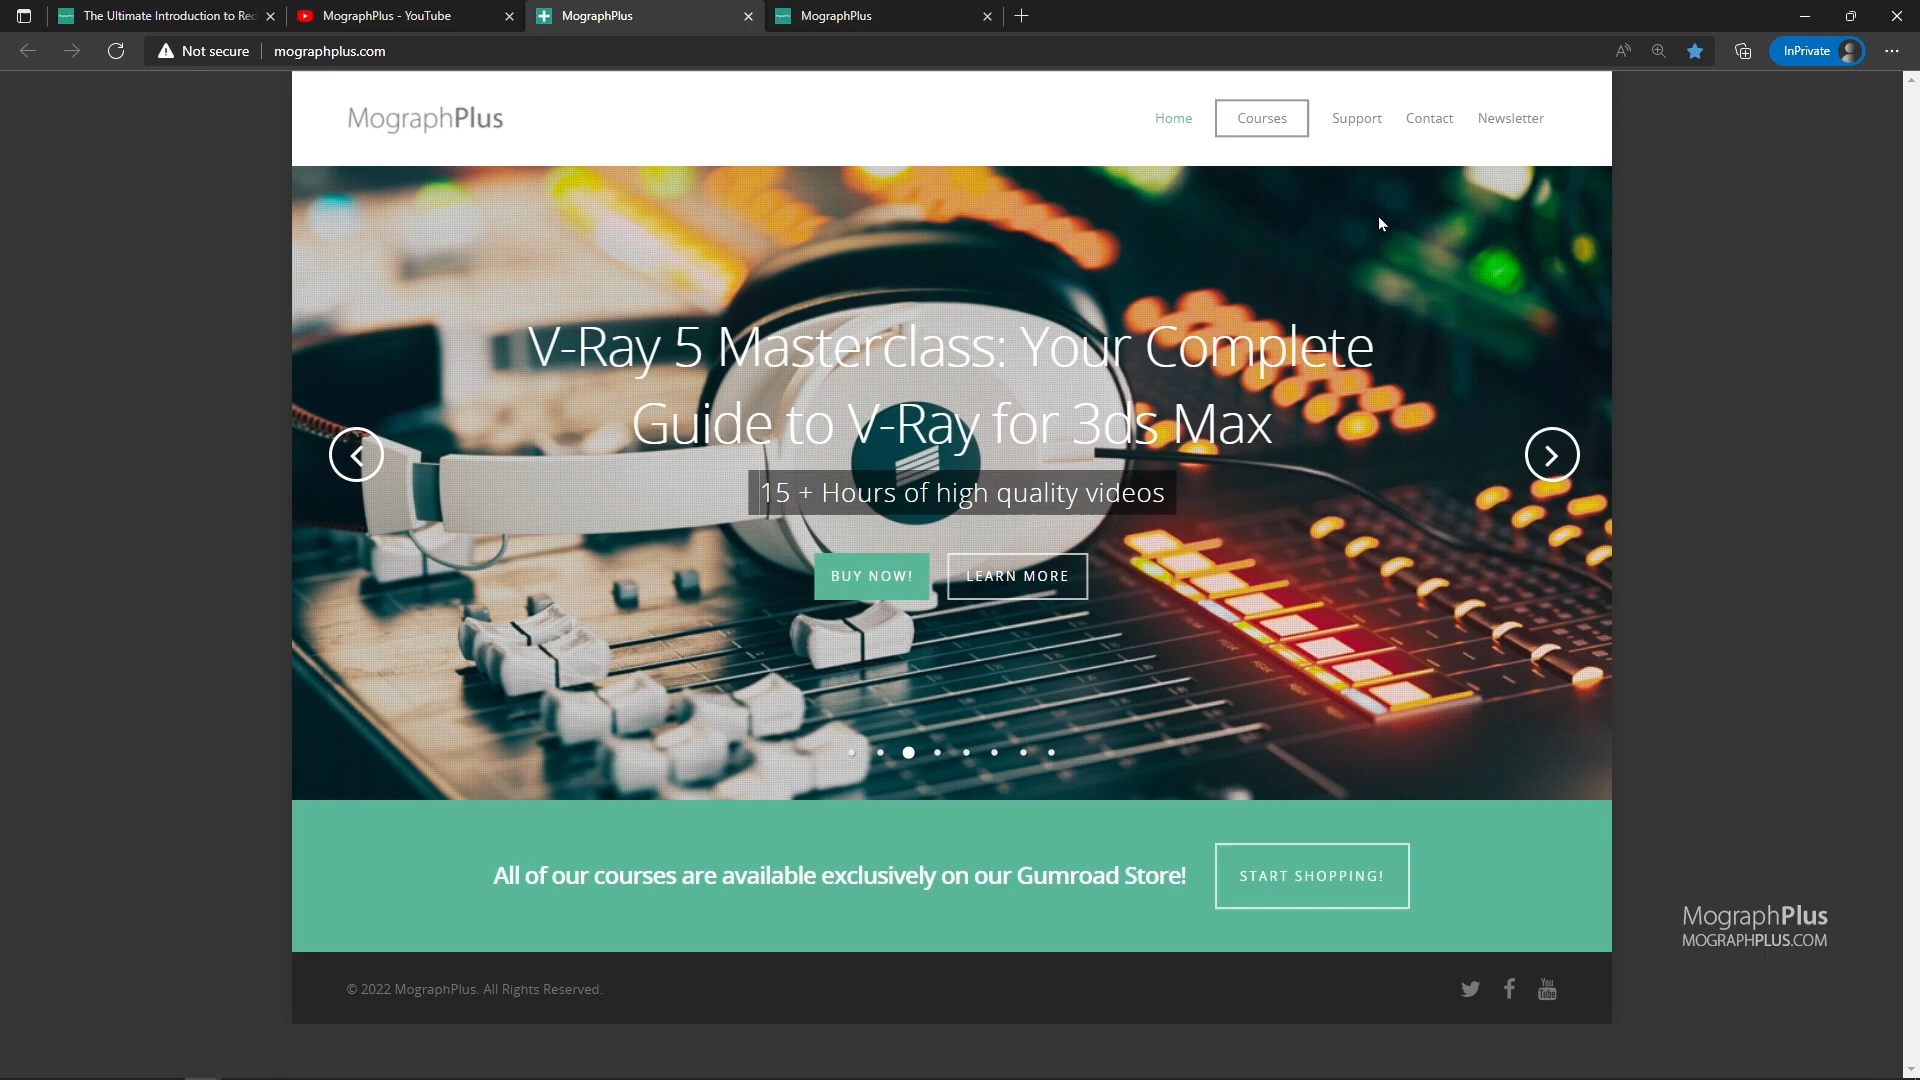 The Ultimate Introduction to Red
MographPlus - YouTube
MographPlus
MographPlus
Not secure
mographplus.com
InPrivate
MographPlus
Home
Courses
Support
Contact
Newsletter
V-Ray 5 Masterclass: Your Complete
Guide to V-Ray for 3ds Max
15 + Hours of high quality videos
BUY NOW!
LEARN MORE
All of our courses are available exclusively on our Gumroad Store!
START SHOPPING!
MographPlus
MOGRAPHPLUS.COM
© 2022 MographPlus. All Rights Reserved.
You
Tube